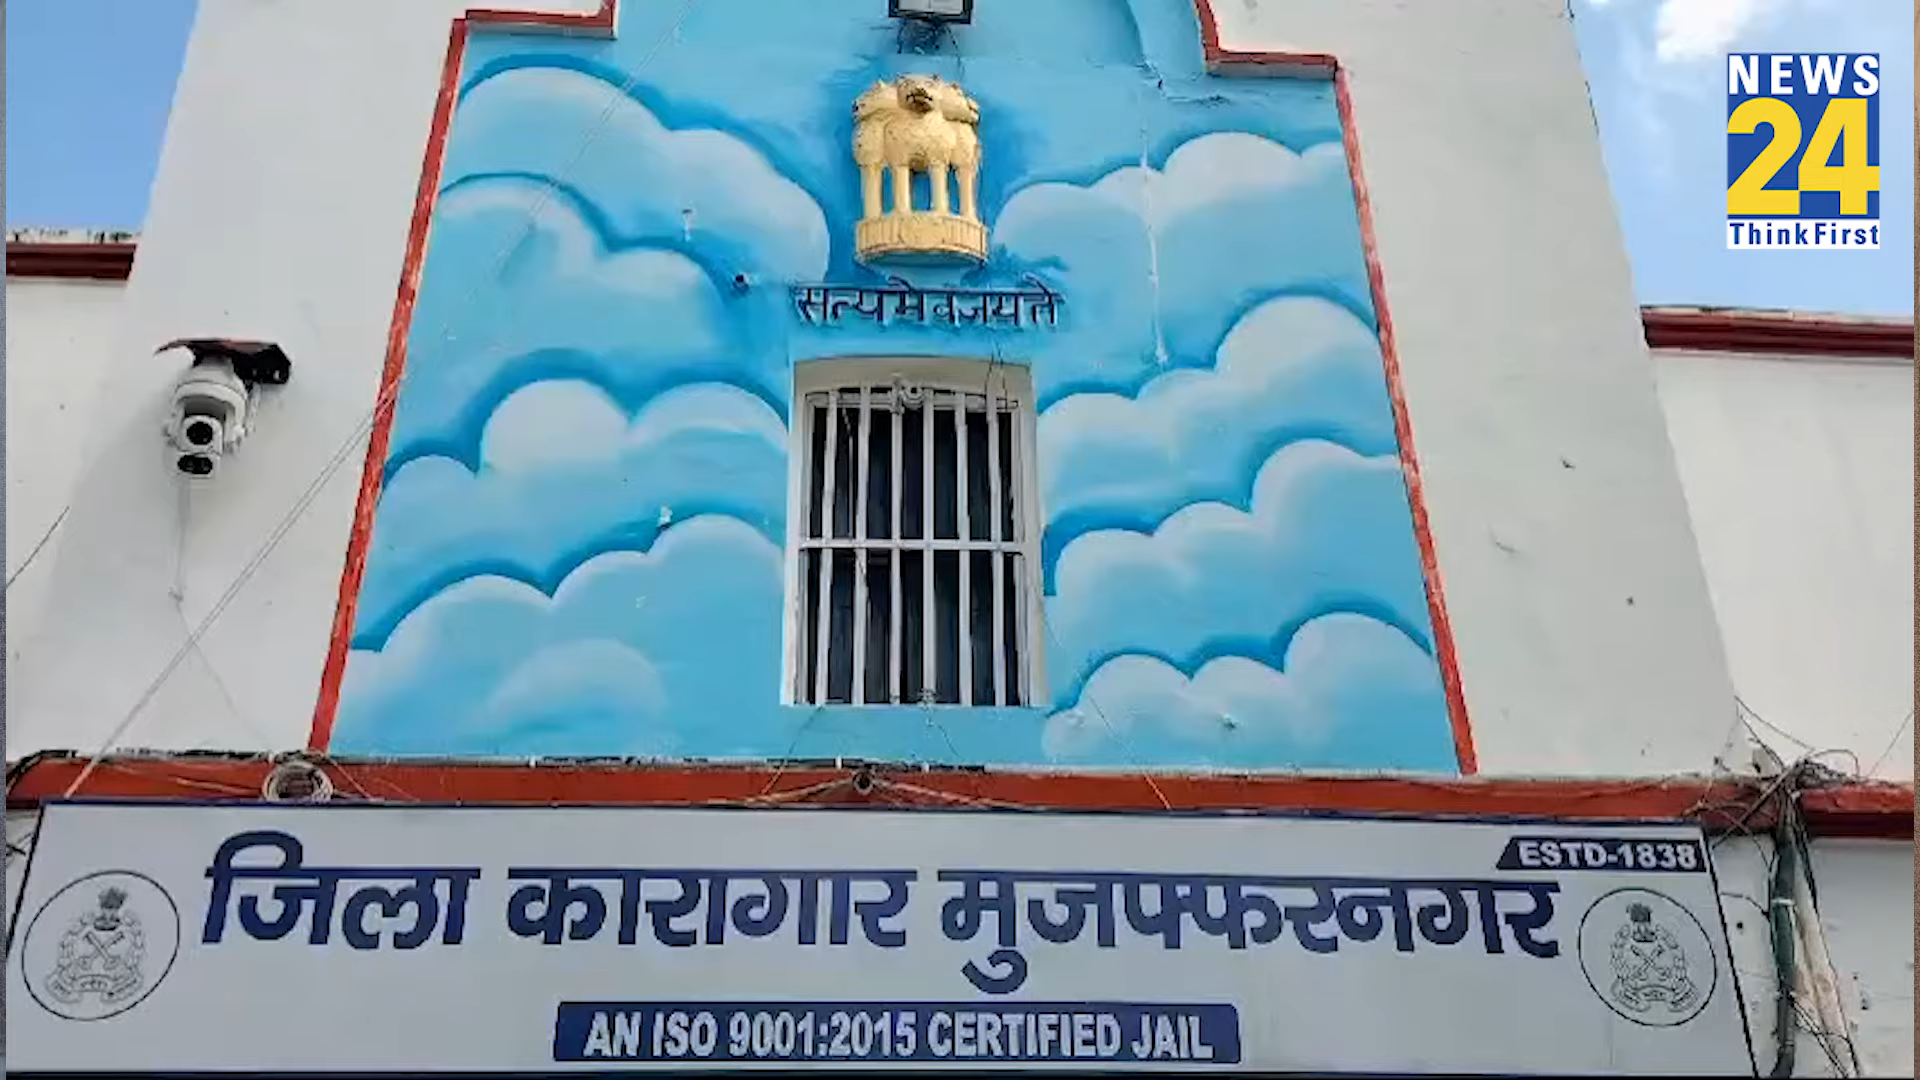 NEWS
24
ThinkFirst
सत्यमेव जयते
ESTD-1838
जिला कारागार मुजफ्फरनगर
AN ISO 9001:2015 CERTIFIED JAIL